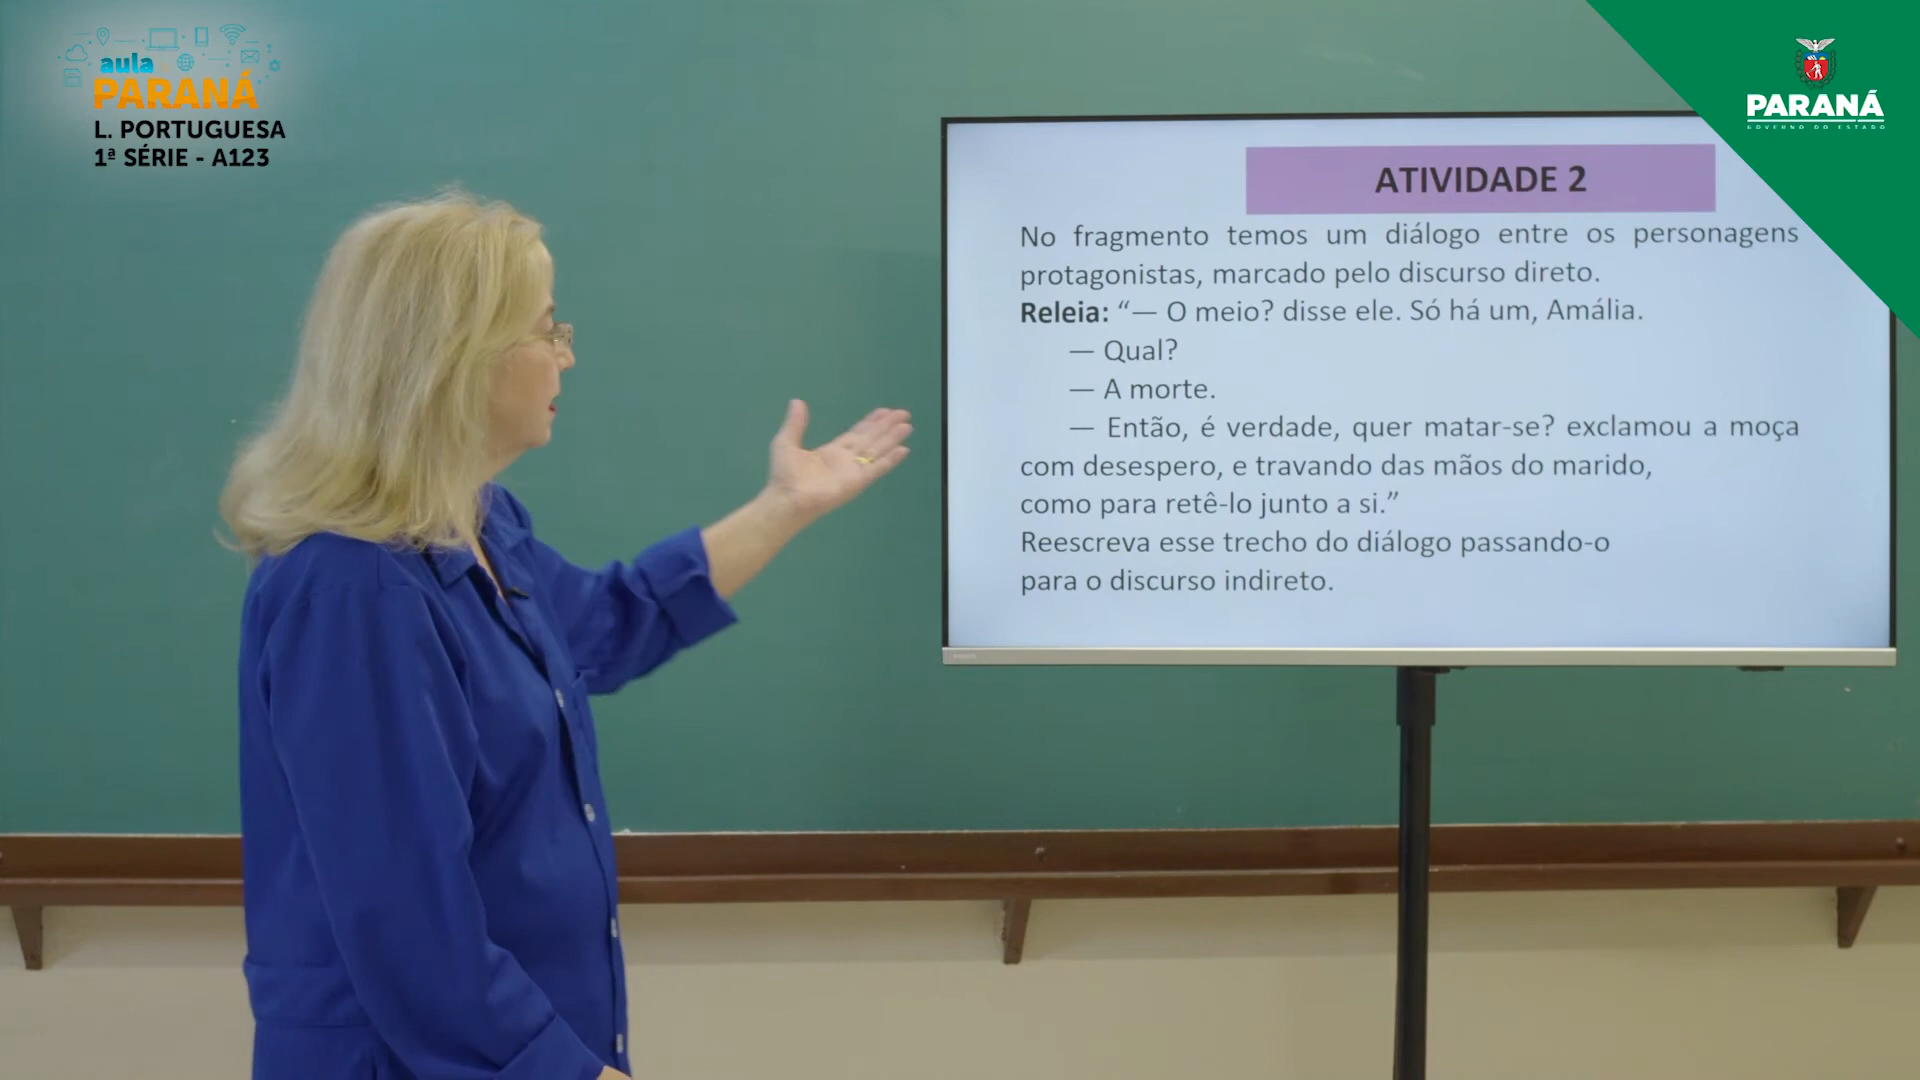 aula
PARANÁ
L. PORTUGUESA
1ª SÉRIE - A123
PARANÁ
GOVERNO DO ESTADO
ATIVIDADE 2
No fragmento temos um diálogo entre os personagens
protagonistas, marcado pelo discurso direto.
Releia: “— O meio? disse ele. Só há um, Amália.
— Qual?
— A morte.
— Então, é verdade, quer matar-se? exclamou a moça
com desespero, e travando das mãos do marido,
como para retê-lo junto a si.”
Reescreva esse trecho do diálogo passando-o
para o discurso indireto.